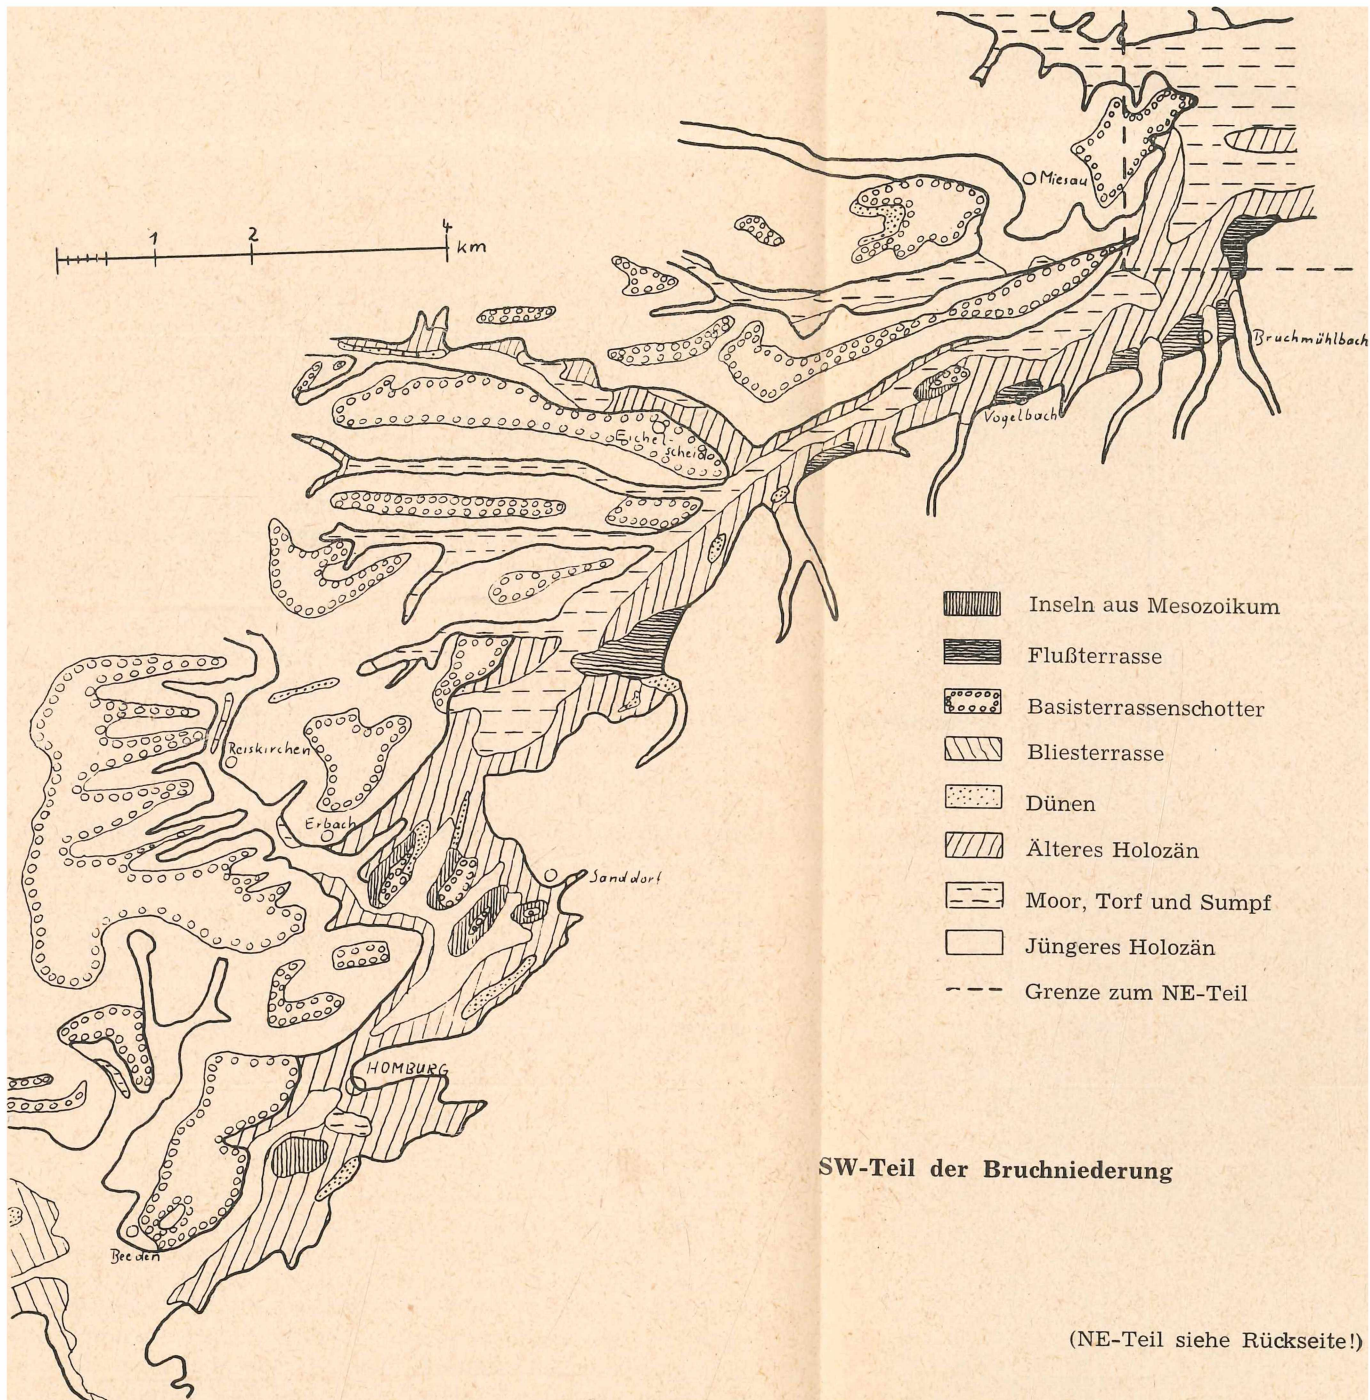 Miesau
1 2 4
km
Bruchmühlbach
Vogelbach
Eichel-
scheid
Inseln aus Mesozoikum
Flußterrasse
Basisterrassenschotter
Reiskirchen
Bliesterrasse
Dünen
Erbach
Älteres Holozän
Sanddorf
Moor, Torf und Sumpf
Jüngeres Holozän
Grenze zum NE-Teil
HOMBURG
SW-Teil der Bruchniederung
Beeden
(NE-Teil siehe Rückseite!)